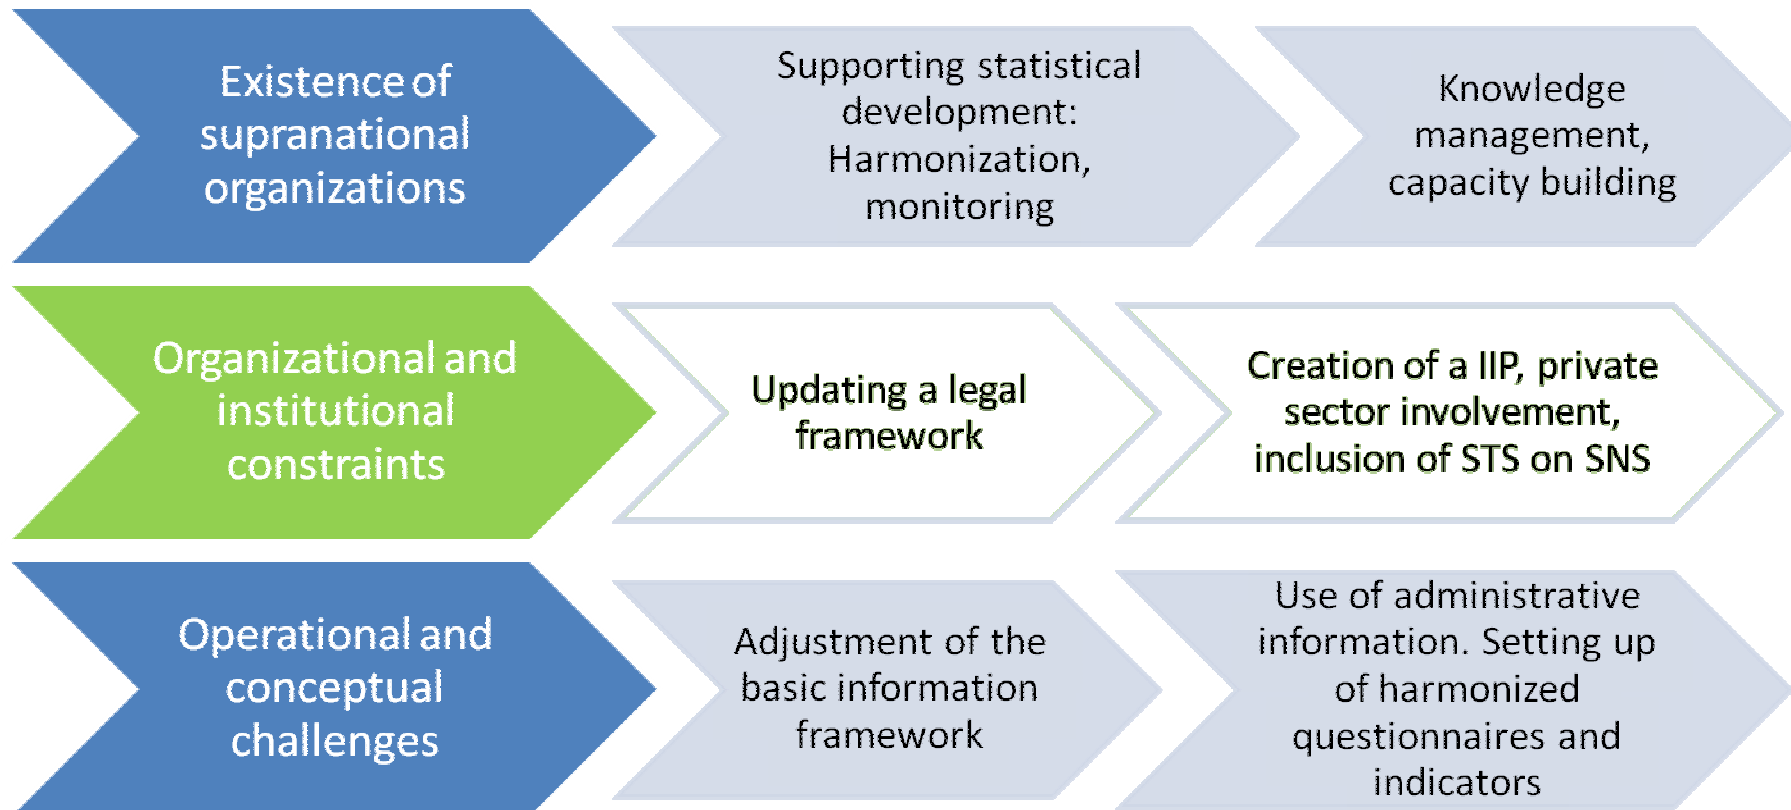 Existence of
supranational
organizations
Supporting statistical
development:
Harmonization,
monitoring
Knowledge
management,
capacity building
Organizational and
institutional
constraints
Updating a legal
framework
Creation of a IIP, private
sector involvement,
inclusion of STS on SNS
Operational and
conceptual
challenges
Adjustment of the
basic information
framework
Use of administrative
information. Setting up
of harmonized
questionnaires and
indicators